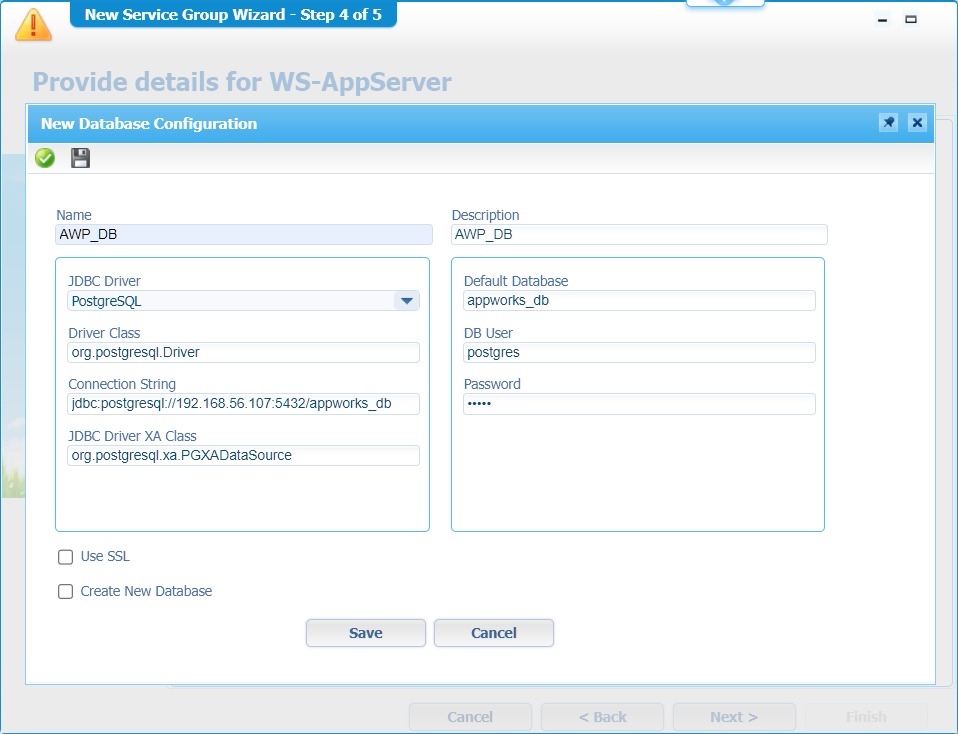 New Service Group Wizard - Step 4 of 5
Provide details for WS-AppServer
New Database Configuration
Name
AWP_DB
Description
AWP_DB
JDBC Driver
PostgreSQL
Driver Class
org.postgresql.Driver
Connection String
jdbc:postgresql://192.168.56.107:5432/appworks_db
JDBC Driver XA Class
org.postgresql.xa.PGXADataSource
Default Database
appworks_db
DB User
postgres
Password
•••••
Use SSL
Create New Database
Save
Cancel
Cancel
< Back
Next >
Finish